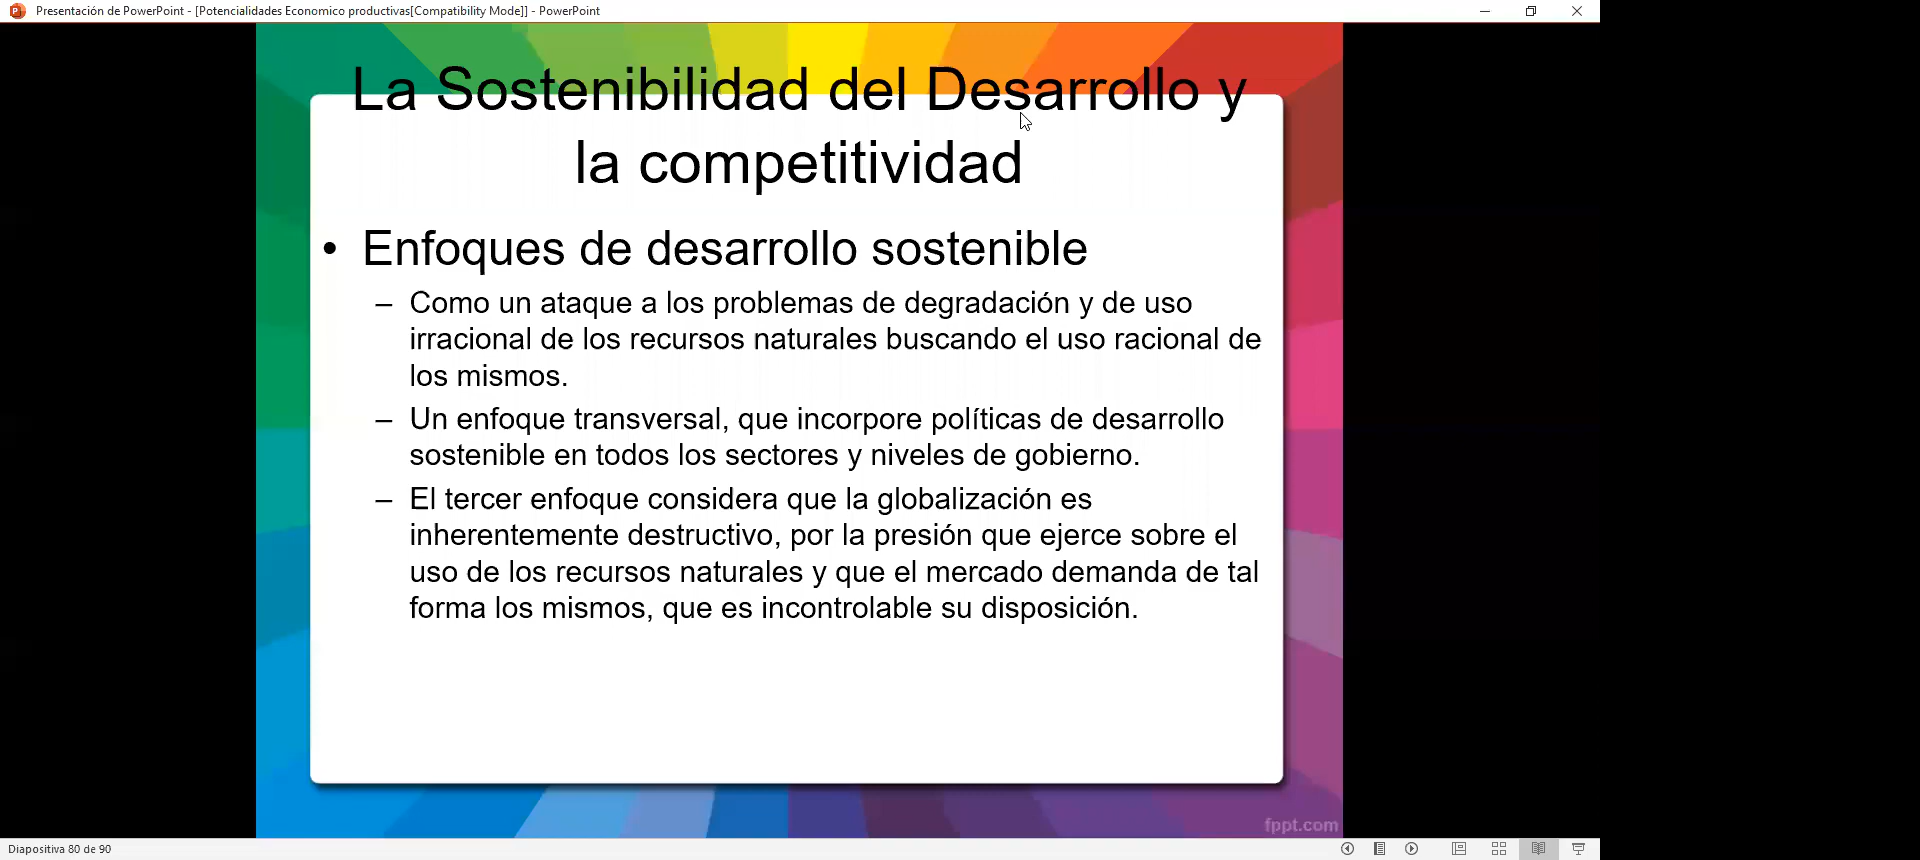 Presentación de PowerPoint - [Potencialidades Economico productivas[Compatibility Mode]] - PowerPoint
La Sostenibilidad del Desarrollo y
la competitividad
• Enfoques de desarrollo sostenible
– Como un ataque a los problemas de degradación y de uso
irracional de los recursos naturales buscando el uso racional de
los mismos.
– Un enfoque transversal, que incorpore políticas de desarrollo
sostenible en todos los sectores y niveles de gobierno.
– El tercer enfoque considera que la globalización es
inherentemente destructivo, por la presión que ejerce sobre el
uso de los recursos naturales y que el mercado demanda de tal
forma los mismos, que es incontrolable su disposición.
fppt.com
Diapositiva 80 de 90